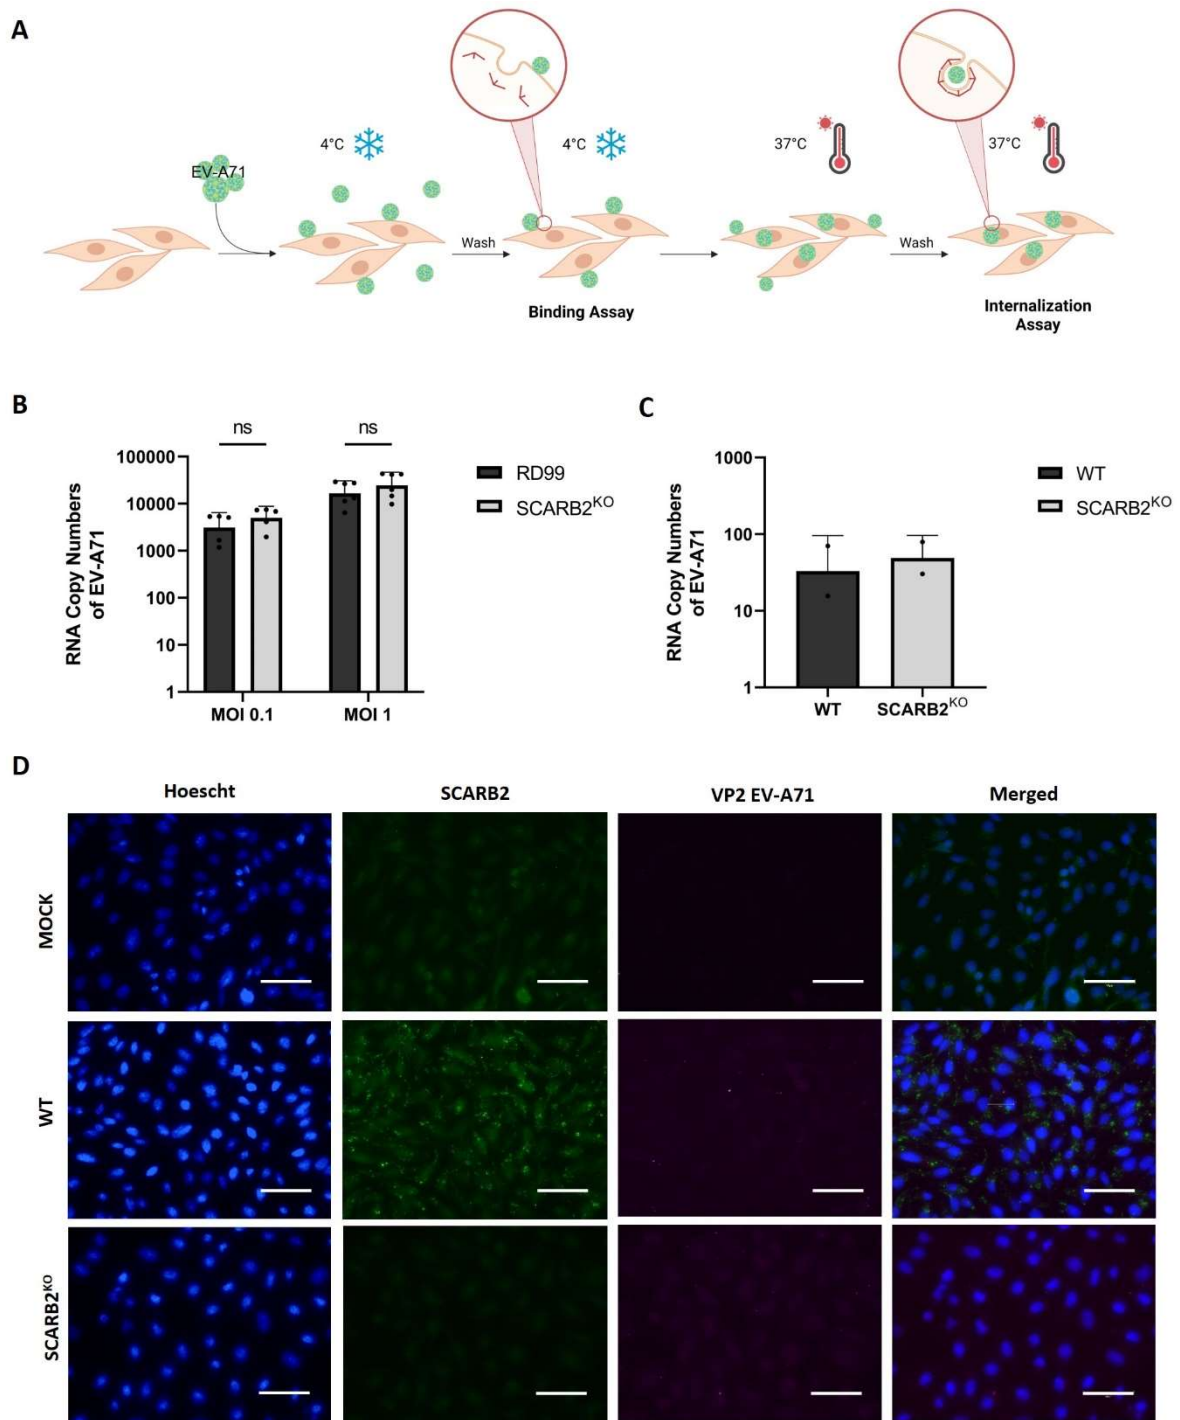 A
EV-A71
4°C
4°C
37°C
37°C
Wash
Wash
Binding Assay
Internalization
Assay
B
ns
ns
RNA Copy Numbers
of EV-A71
100000
10000
1000
100
10
1
MOI 0.1
MOI 1
RD99
SCARB2KO
C
RNA Copy Numbers
of EV-A71
1000
100
10
1
WT
SCARB2KO
WT
SCARB2KO
D
Hoescht
SCARB2
VP2 EV-A71
Merged
MOCK
WT
SCARB2KO